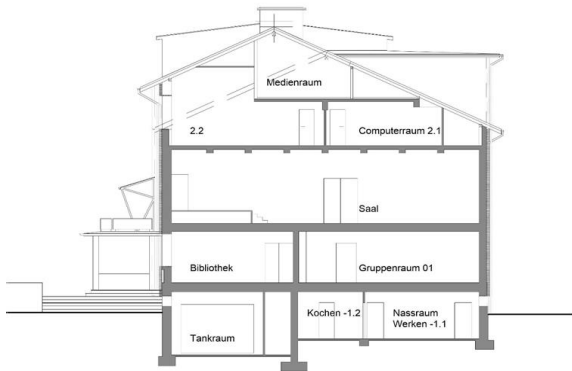 Medienraum
2.2
Computerraum 2.1
Saal
Bibliothek
Gruppenraum 01
Kochen -1.2
Nassraum
Werken -1.1
Tankraum